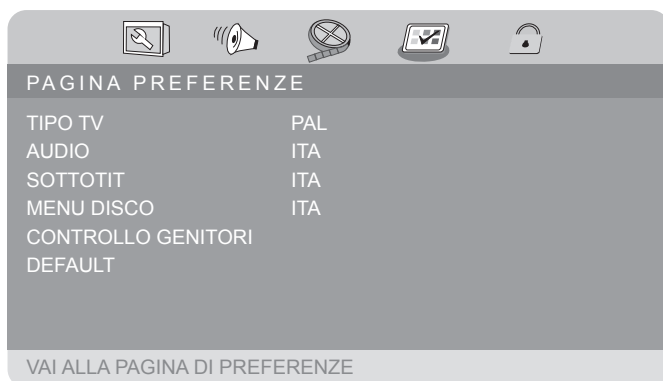 PAGINA PREFERENZE
TIPO TV PAL
AUDIO ITA
SOTTOTIT ITA
MENU DISCO ITA
CONTROLLO GENITORI
DEFAULT
VAI ALLA PAGINA DI PREFERENZE